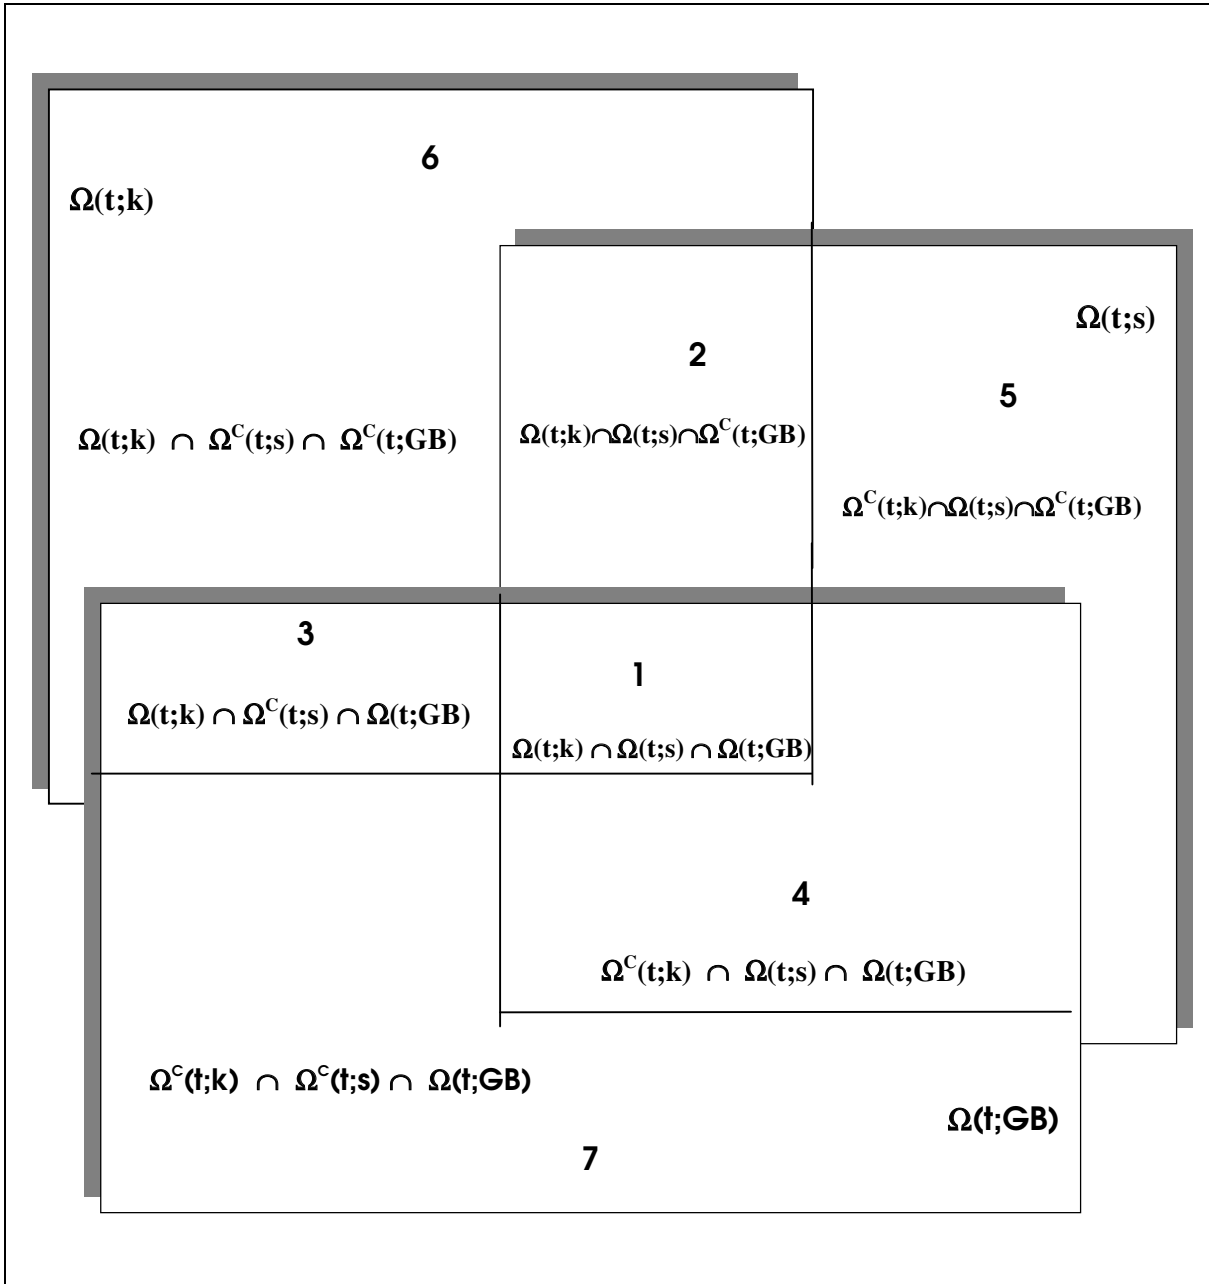 6
Ω(t;k)
Ω(t;s)
2
5
Ω(t;k) ∩ Ω^C(t;s) ∩ Ω^C(t;GB)
Ω(t;k)∩Ω(t;s)∩Ω^C(t;GB)
Ω^C(t;k)∩Ω(t;s)∩Ω^C(t;GB)
3
1
Ω(t;k) ∩ Ω^C(t;s) ∩ Ω(t;GB)
Ω(t;k) ∩ Ω(t;s) ∩ Ω(t;GB)
4
Ω^C(t;k) ∩ Ω(t;s) ∩ Ω(t;GB)
Ω^C(t;k) ∩ Ω^C(t;s) ∩ Ω(t;GB)
Ω(t;GB)
7